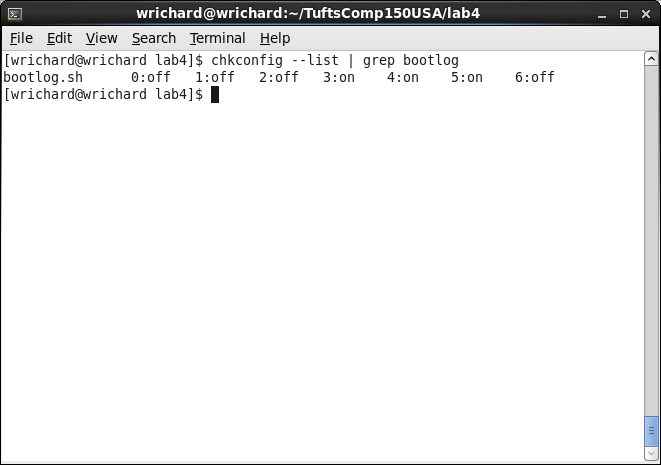 wrichard@wrichard:~/TuftsComp150USA/lab4
File Edit View Search Terminal Help
[wrichard@wrichard lab4]$ chkconfig --list | grep bootlog
bootlog.sh      0:off   1:off   2:off   3:on    4:on    5:on    6:off
[wrichard@wrichard lab4]$